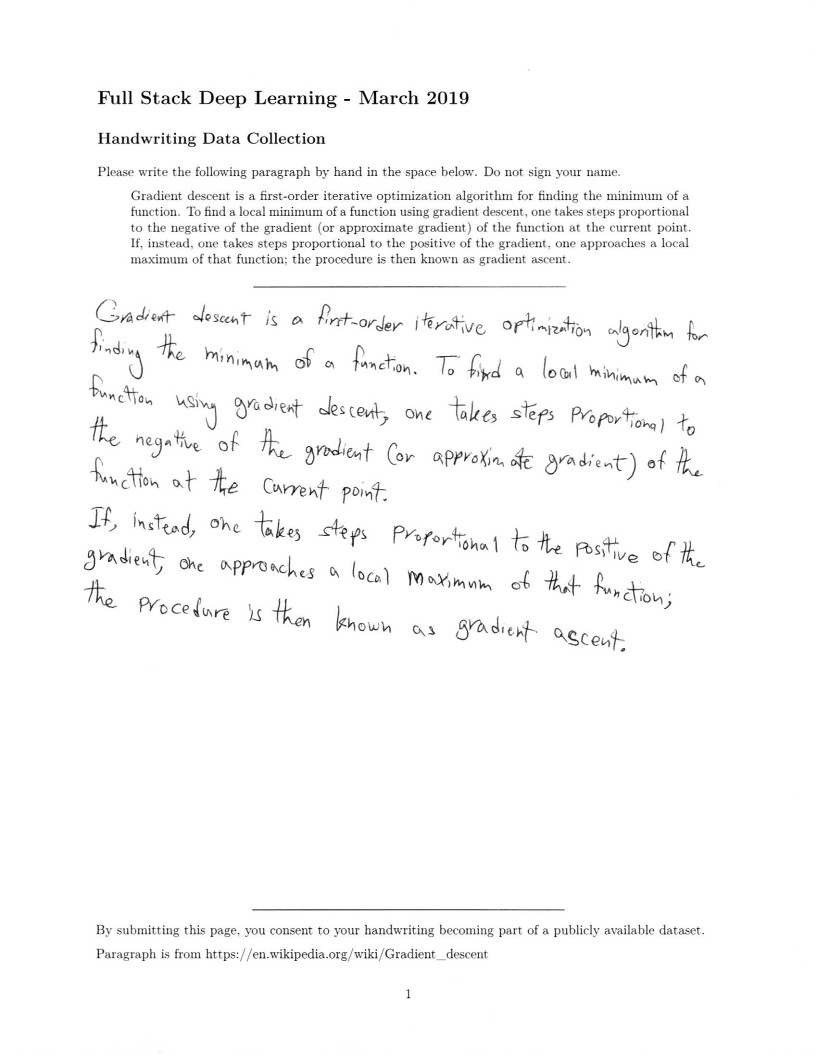 Full Stack Deep Learning - March 2019
Handwriting Data Collection
Please write the following paragraph by hand in the space below. Do not sign your name.
Gradient descent is a first-order iterative optimization algorithm for finding the minimum of a
function. To find a local minimum of a function using gradient descent, one takes steps proportional
to the negative of the gradient (or approximate gradient) of the function at the current point.
If, instead, one takes steps proportional to the positive of the gradient, one approaches a local
maximum of that function; the procedure is then known as gradient ascent.
Gradient descent is a first-order iterative optimization algorithm for
finding the minimum of a function. To find a local minimum of a
function using gradient descent, one takes steps proportional to
the negative of the gradient (or approximate gradient) of the
function at the current point.
If, instead, one takes steps proportional to the positive of the
gradient, one approaches a local maximum of that function;
the procedure is then known as gradient ascent.
By submitting this page, you consent to your handwriting becoming part of a publicly available dataset.
Paragraph is from https://en.wikipedia.org/wiki/Gradient_descent
1